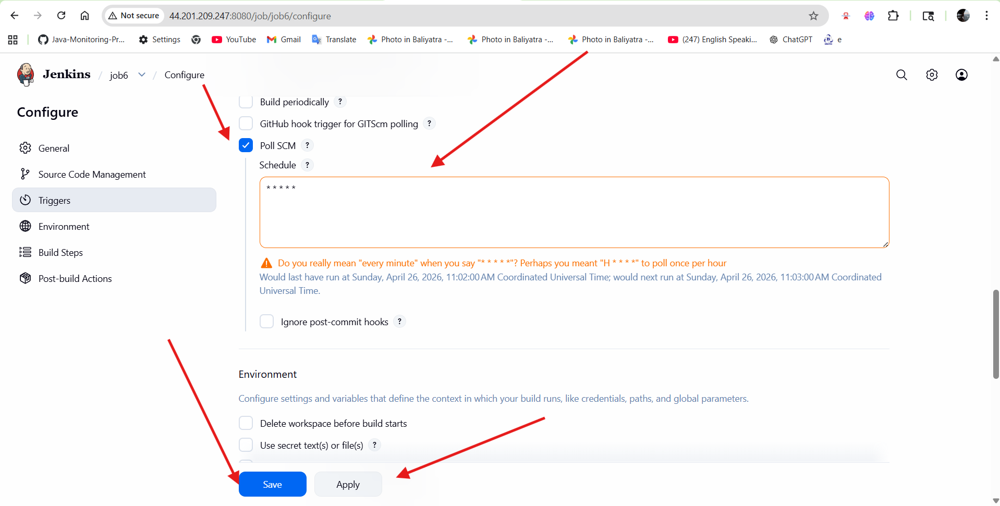 Not secure 44.201.209.247:8080/job/job6/configure
Java-Monitoring-Pr... Settings YouTube Gmail Translate Photo in Baliyatra -... Photo in Baliyatra -... Photo in Baliyatra -... (247) English Speaki... ChatGPT e
Jenkins / job6 / Configure
Configure
General
Source Code Management
Triggers
Environment
Build Steps
Post-build Actions
Build periodically ?
GitHub hook trigger for GITScm polling ?
Poll SCM ?
Schedule ?
* * * * *
Do you really mean "every minute" when you say "* * * * *"? Perhaps you meant "H * * * *" to poll once per hour
Would last have run at Sunday, April 26, 2026, 11:02:00 AM Coordinated Universal Time; would next run at Sunday, April 26, 2026, 11:03:00 AM Coordinated
Universal Time.
Ignore post-commit hooks ?
Environment
Configure settings and variables that define the context in which your build runs, like credentials, paths, and global parameters.
Delete workspace before build starts
Use secret text(s) or file(s) ?
Save Apply